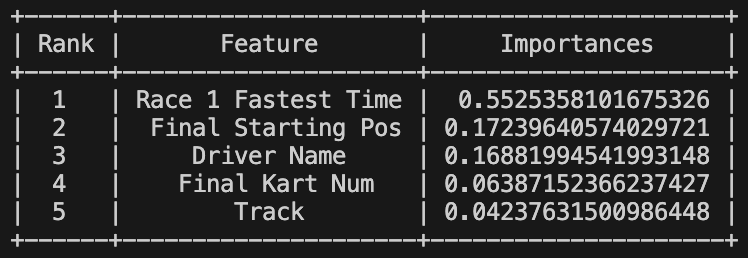 +------+----------------------+----------------------+
| Rank |       Feature        |     Importances      |
+------+----------------------+----------------------+
|  1   | Race 1 Fastest Time  |  0.5525358101675326  |
|  2   |  Final Starting Pos  | 0.17239640574029721  |
|  3   |     Driver Name      | 0.16881994541993148  |
|  4   |    Final Kart Num    | 0.06387152366237427  |
|  5   |        Track         | 0.04237631500986448  |
+------+----------------------+----------------------+